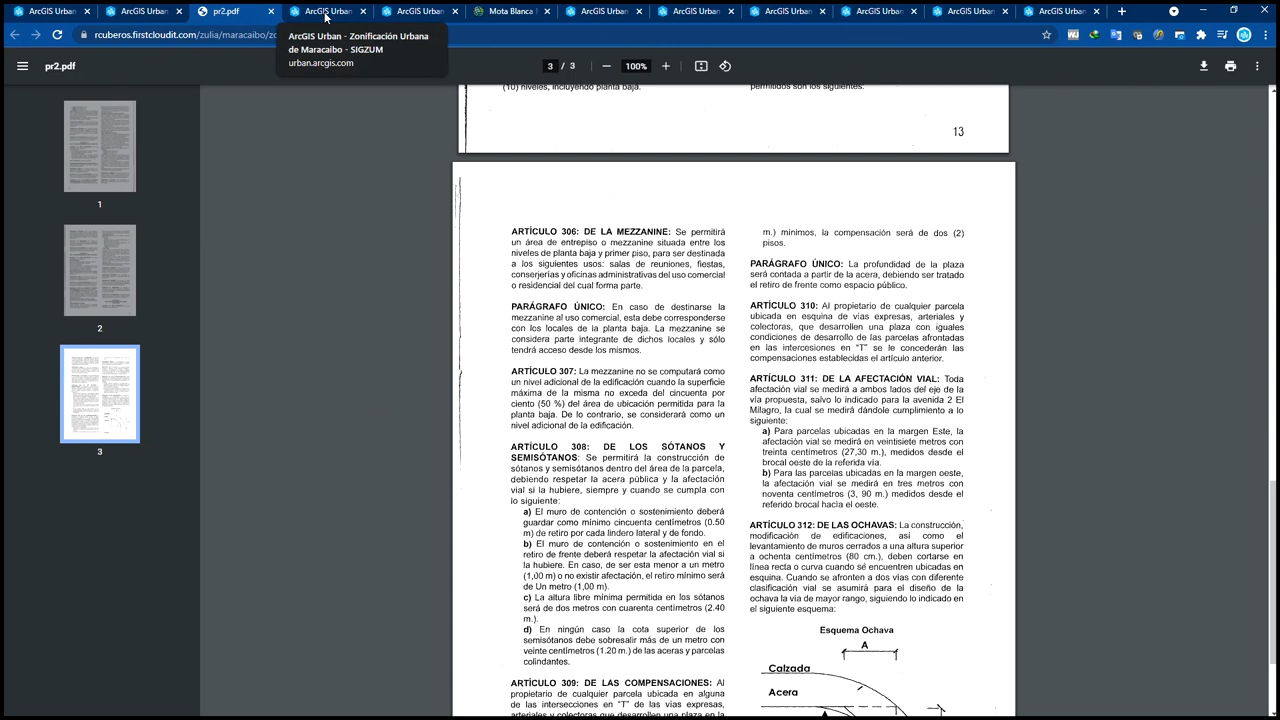 ArcGIS Urban
ArcGIS Urban
pr2.pdf
ArcGIS Urban
ArcGIS Urban
Mota Blanca
ArcGIS Urban
ArcGIS Urban
ArcGIS Urban
ArcGIS Urban
ArcGIS Urban
ArcGIS Urban
rcuberos.firstcloudit.com/zulia/maracaibo/zo
ArcGIS Urban - Zonificación Urbana
de Maracaibo - SIGZUM
urban.arcgis.com
pr2.pdf
3 / 3
100%
1
2
3
(10) niveles, incluyendo planta baja.
permitidos son los siguientes:
13
ARTÍCULO 306: DE LA MEZZANINE: Se permitirá
un área de entrepiso o mezzanine situada entre los
niveles de planta baja y primer piso, para ser destinada
a los siguientes usos: salas de reuniones, fiestas,
conserjerías y oficinas administrativas del uso comercial
o residencial del cual forma parte.
PARÁGRAFO ÚNICO: En caso de destinarse la
mezzanine al uso comercial, esta debe corresponderse
con los locales de la planta baja. La mezzanine se
considera parte integrante de dichos locales y sólo
tendrá acceso desde los mismos.
ARTÍCULO 307: La mezzanine no se computará como
un nivel adicional de la edificación cuando la superficie
máxima de la misma no exceda del cincuenta por
ciento (50 %) del área de ubicación permitida para la
planta baja. De lo contrario, se considerará como un
nivel adicional de la edificación.
ARTÍCULO 308: DE LOS SÓTANOS Y
SEMISÓTANOS: Se permitirá la construcción de
sótanos y semisótanos dentro del área de la parcela,
debiendo respetar la acera pública y la afectación
vial si la hubiere, siempre y cuando se cumpla con
lo siguiente:
a) El muro de contención o sostenimiento deberá
guardar como mínimo cincuenta centímetros (0.50
m) de retiro por cada lindero lateral y de fondo.
b) El muro de contención o sostenimiento en el
retiro de frente deberá respetar la afectación vial si
la hubiere. En caso, de ser esta menor a un metro
(1,00 m) o no existir afectación, el retiro mínimo será
de Un metro (1,00 m).
c) La altura libre mínima permitida en los sótanos
será de dos metros con cuarenta centímetros (2.40
m.).
d) En ningún caso la cota superior de los
semisótanos debe sobresalir más de un metro con
veinte centímetros (1.20 m.) de las aceras y parcelas
colindantes.
ARTÍCULO 309: DE LAS COMPENSACIONES: Al
propietario de cualquier parcela ubicada en alguna
de las intersecciones en "T" de las vías expresas,
arteriales y colectoras que desarrollen una plaza en la
m.) mínimos, la compensación será de dos (2)
pisos.
PARÁGRAFO ÚNICO: La profundidad de la plaza
será contada a partir de la acera, debiendo ser tratado
el retiro de frente como espacio público.
ARTÍCULO 310: Al propietario de cualquier parcela
ubicada en esquina de vías expresas, arteriales y
colectoras, que desarrollen una plaza con iguales
condiciones de desarrollo de las parcelas afrontadas
en las intercesiones en "T" se le concederán las
compensaciones establecidas el artículo anterior.
ARTÍCULO 311: DE LA AFECTACIÓN VIAL: Toda
afectación vial se medirá a ambos lados del eje de la
vía propuesta, salvo lo indicado para la avenida 2 El
Milagro, la cual se medirá dándole cumplimiento a lo
siguiente:
a) Para parcelas ubicadas en la margen Este, la
afectación vial se medirá en veintisiete metros con
treinta centímetros (27,30 m.), medidos desde el
brocal oeste de la referida vía.
b) Para las parcelas ubicadas en la margen oeste,
la afectación vial se medirá en tres metros con
noventa centímetros (3, 90 m.) medidos desde el
referido brocal hacía el oeste.
ARTÍCULO 312: DE LAS OCHAVAS: La construcción,
modificación de edificaciones, así como el
levantamiento de muros cerrados a una altura superior
a ochenta centímetros (80 cm.), deben cortarse en
línea recta o curva cuando sé encuentren ubicadas en
esquina. Cuando se afronten a dos vías con diferente
clasificación vial se asumirá para el diseño de la
ochava la vía de mayor rango, siguiendo lo indicado en
el siguiente esquema:
Esquema Ochava
A
Calzada
Acera